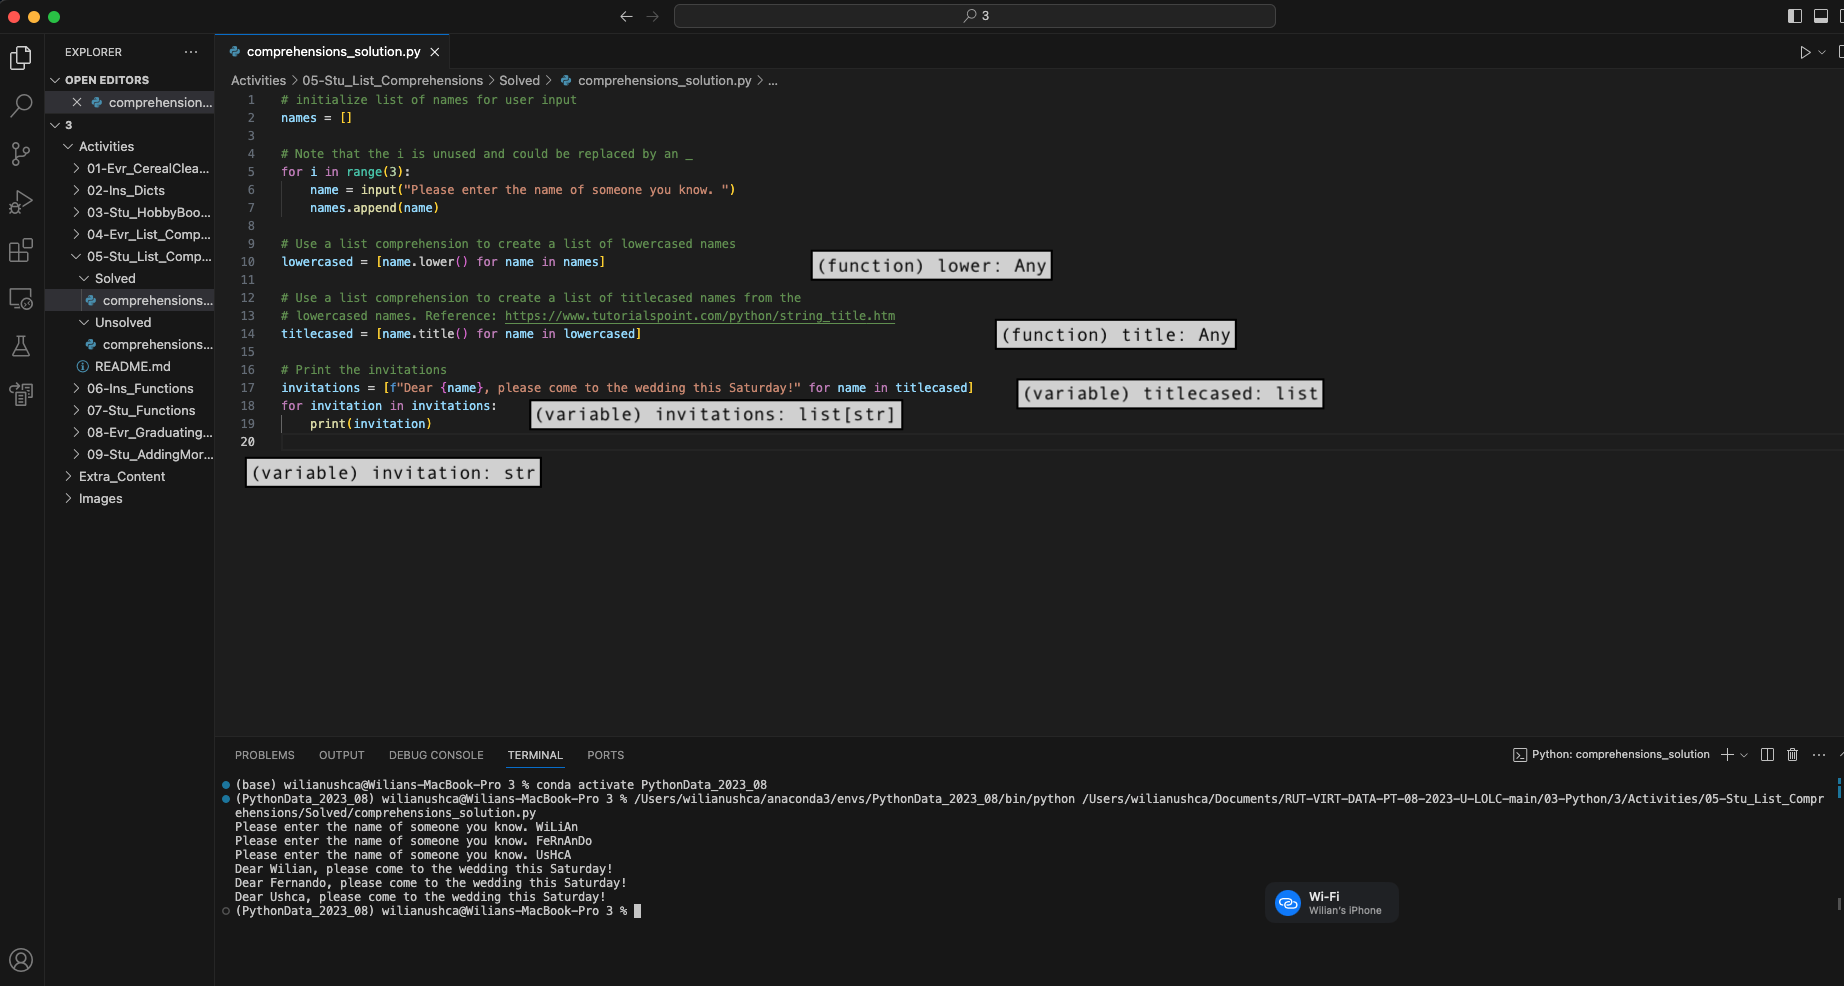 3
EXPLORER
OPEN EDITORS
comprehension...
3
Activities
01-Evr_CerealClea...
02-Ins_Dicts
03-Stu_HobbyBoo...
04-Evr_List_Comp...
05-Stu_List_Comp...
Solved
comprehensions...
Unsolved
comprehensions...
README.md
06-Ins_Functions
07-Stu_Functions
08-Evr_Graduating...
09-Stu_AddingMor...
Extra_Content
Images
comprehensions_solution.py
Activities > 05-Stu_List_Comprehensions > Solved > comprehensions_solution.py > ...
1 # initialize list of names for user input
2 names = []
3
4 # Note that the i is unused and could be replaced by an _
5 for i in range(3):
6     name = input("Please enter the name of someone you know. ")
7     names.append(name)
8
9 # Use a list comprehension to create a list of lowercased names
10 lowercased = [name.lower() for name in names]
(function) lower: Any
11
12 # Use a list comprehension to create a list of titlecased names from the
13 # lowercased names. Reference: https://www.tutorialspoint.com/python/string_title.htm
14 titlecased = [name.title() for name in lowercased]
(function) title: Any
15
16 # Print the invitations
17 invitations = [f"Dear {name}, please come to the wedding this Saturday!" for name in titlecased]
(variable) titlecased: list
18 for invitation in invitations:
(variable) invitations: list[str]
19     print(invitation)
20
(variable) invitation: str
PROBLEMS OUTPUT DEBUG CONSOLE TERMINAL PORTS
Python: comprehensions_solution
(base) wilianushca@Wilians-MacBook-Pro 3 % conda activate PythonData_2023_08
(PythonData_2023_08) wilianushca@Wilians-MacBook-Pro 3 % /Users/wilianushca/anaconda3/envs/PythonData_2023_08/bin/python /Users/wilianushca/Documents/RUT-VIRT-DATA-PT-08-2023-U-LOLC-main/03-Python/3/Activities/05-Stu_List_Compr
ehensions/Solved/comprehensions_solution.py
Please enter the name of someone you know. WiLiAn
Please enter the name of someone you know. FeRnAnDo
Please enter the name of someone you know. UsHcA
Dear Wilian, please come to the wedding this Saturday!
Dear Fernando, please come to the wedding this Saturday!
Dear Ushca, please come to the wedding this Saturday!
(PythonData_2023_08) wilianushca@Wilians-MacBook-Pro 3 %
Wi-Fi
Wilian's iPhone